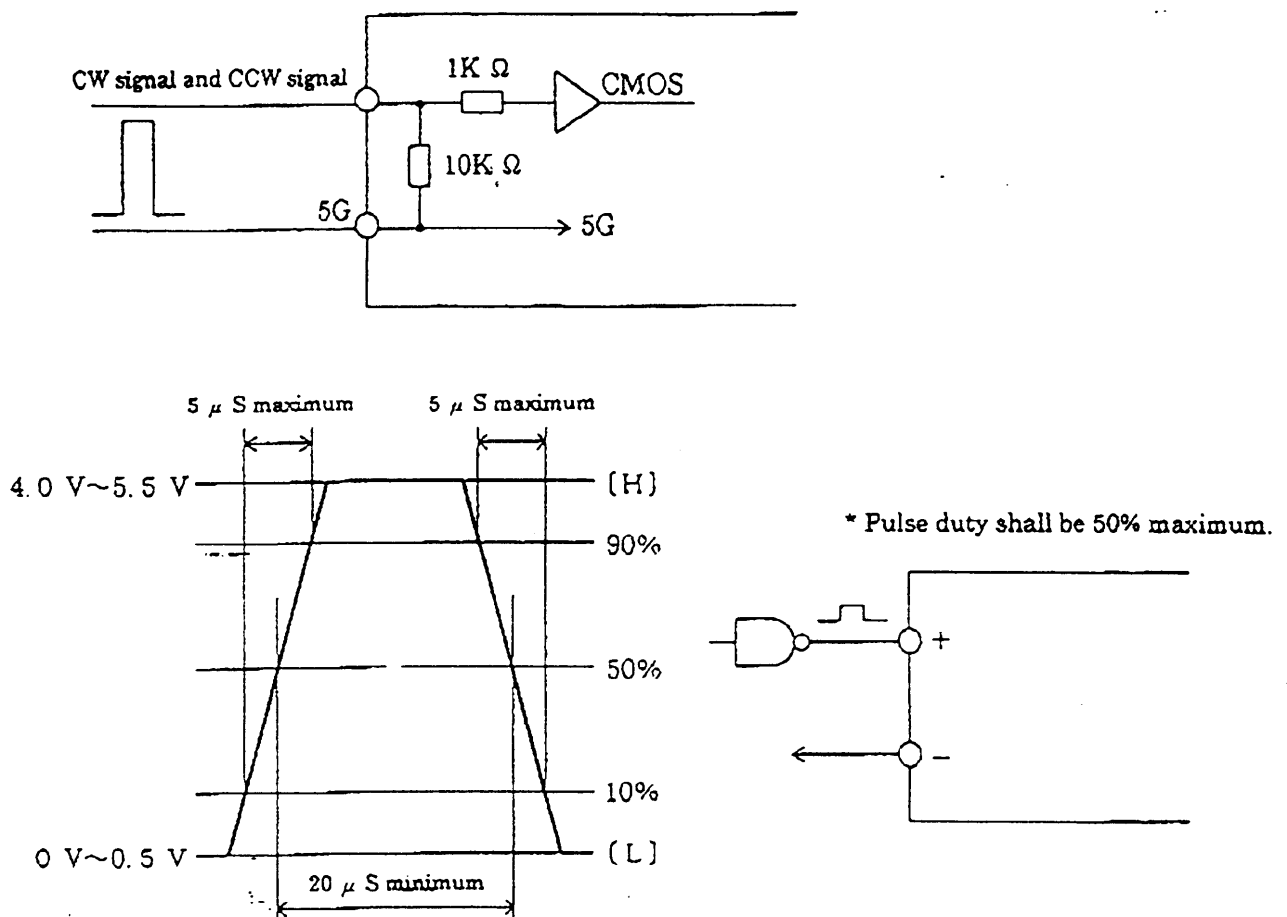 CW signal and CCW signal
1K Ω
CMOS
10K Ω
5G
5G
5 μ S maximum
5 μ S maximum
4.0 V~5.5 V
[H]
* Pulse duty shall be 50% maximum.
90%
+
50%
−
10%
0 V~0.5 V
[L]
20 μ S minimum